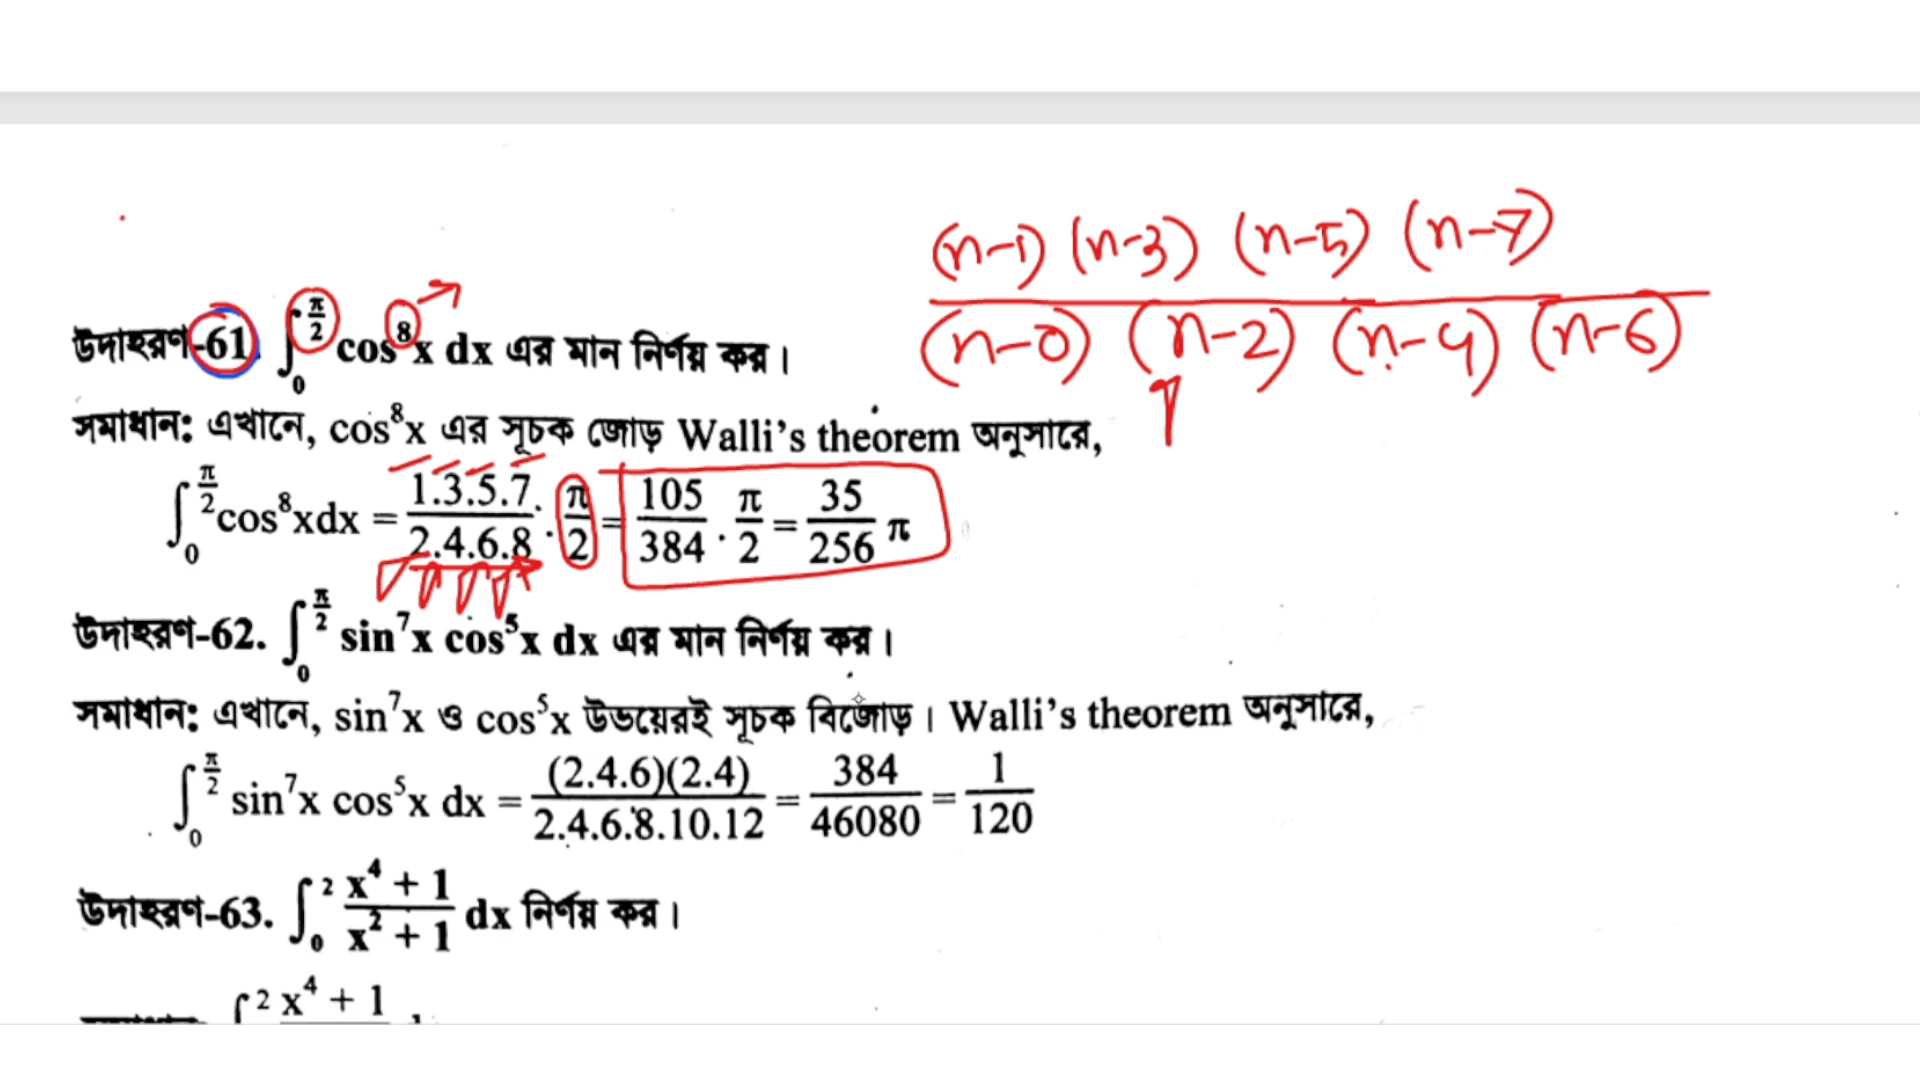 (n-1) (n-3) (n-5) (n-7)
(n-0) (n-2) (n-4) (n-6)
উদাহরণ-61. ∫₀^{π/2} cos⁸x dx এর মান নির্ণয় কর।
সমাধান: এখানে, cos⁸x এর সূচক জোড় Walli's theorem অনুসারে,
∫₀^{π/2} cos⁸xdx = 1.3.5.7./2.4.6.8 . π/2 = 105/384 . π/2 = 35/256 π
উদাহরণ-62. ∫₀^{π/2} sin⁷x cos⁵x dx এর মান নির্ণয় কর।
সমাধান: এখানে, sin⁷x ও cos⁵x উভয়েরই সূচক বিজোড়। Walli's theorem অনুসারে,
∫₀^{π/2} sin⁷x cos⁵x dx = (2.4.6)(2.4)/2.4.6.8.10.12 = 384/46080 = 1/120
উদাহরণ-63. ∫₀² x⁴ + 1/x² + 1 dx নির্ণয় কর।
∫² x⁴ + 1